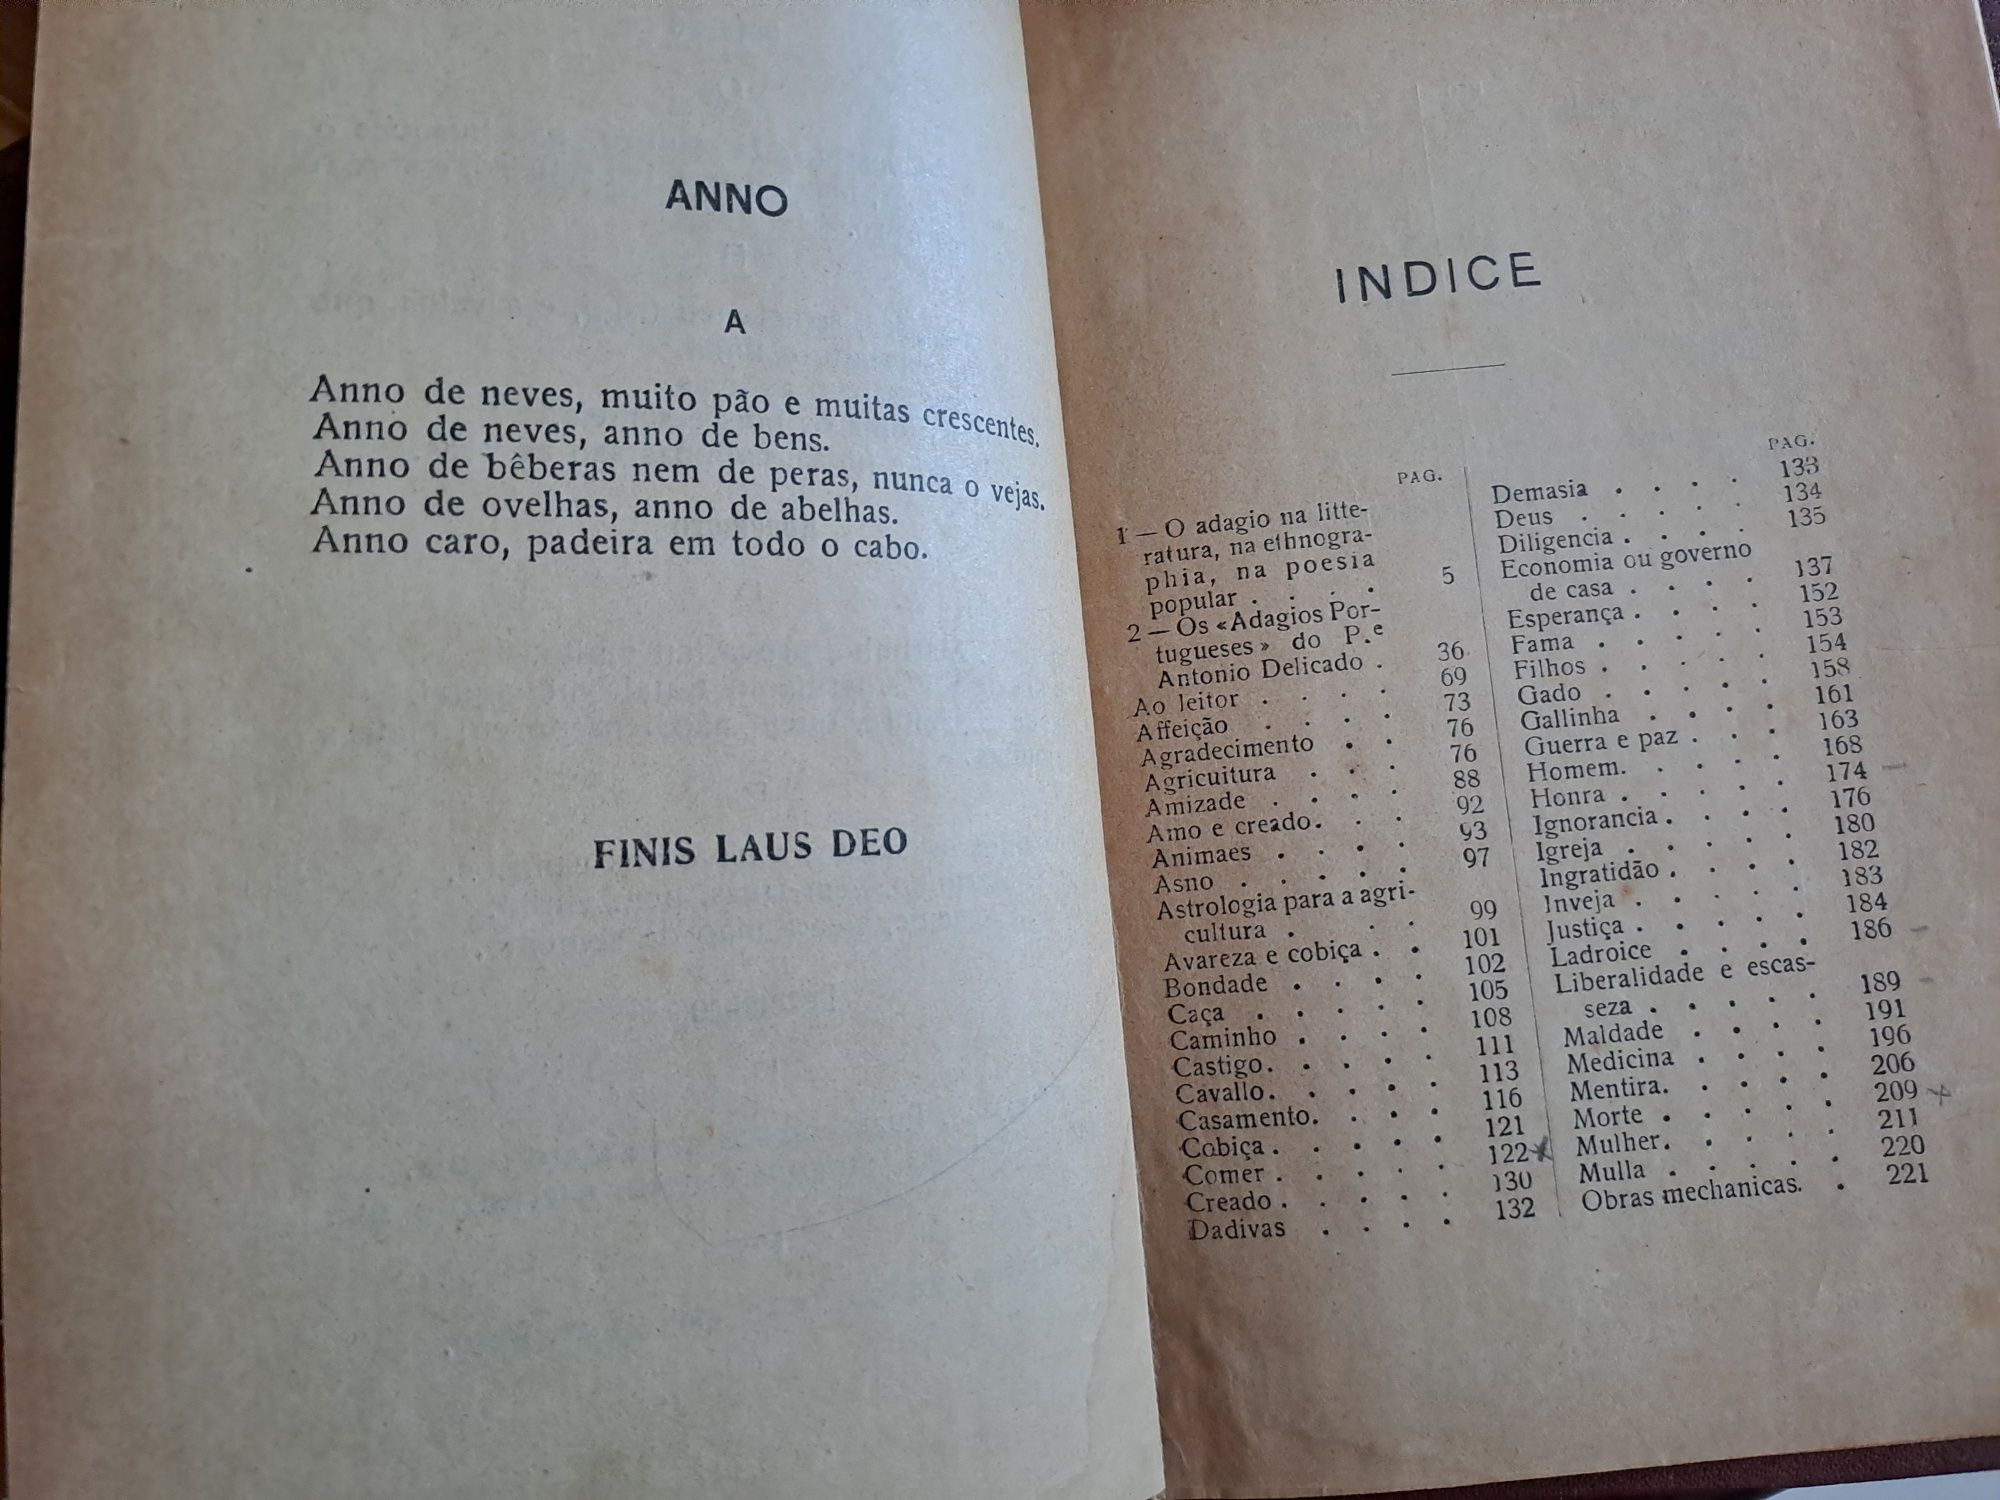 ANNO
A
Anno de neves, muito pão e muitas crescentes.
Anno de neves, anno de bens.
Anno de bêberas nem de peras, nunca o vejas.
Anno de ovelhas, anno de abelhas.
Anno caro, padeira em todo o cabo.
FINIS LAUS DEO
INDICE
PAG.
1 — O adagio na litte-
ratura, na ethnogra-
phia, na poesia
popular . . . . 5
2 — Os «Adagios Por-
tugueses» do P.e
Antonio Delicado . 36
Ao leitor . . . . 69
Affeição . . . . 73
Agradecimento . . 76
Agricuitura . . . 76
Amizade . . . . 88
Amo e creado. . . 92
Animaes . . . . 93
Asno . . . . . 97
Astrologia para a agri-
cultura . . . 99
Avareza e cobiça . . 101
Bondade . . . . 102
Caça . . . . . 105
Caminho . . . . 108
Castigo. . . . . 111
Cavallo. . . . . 113
Casamento. . . . 116
Cobiça . . . . . 121
Comer . . . . . 122
Creado . . . . . 130
Dadivas . . . . 132
PAG.
Demasia . . . . 133
Deus . . . . . 134
Diligencia . . . . 135
Economia ou governo
de casa . . . . 137
Esperança . . . . 152
Fama . . . . . 153
Filhos . . . . . 154
Gado . . . . . 158
Gallinha . . . . 161
Guerra e paz . . . 163
Homem. . . . . 168
Honra . . . . . 174
Ignorancia . . . . 176
Igreja . . . . . 180
Ingratidão . . . . 182
Inveja . . . . . 183
Justiça . . . . . 184
Ladroice . . . . 186
Liberalidade e escas-
seza . . . . . 189
Maldade . . . . 191
Medicina . . . . 196
Mentira. . . . . 206
Morte . . . . . 209
Mulher. . . . . 211
Mulla . . . . . 220
Obras mechanicas. . 221